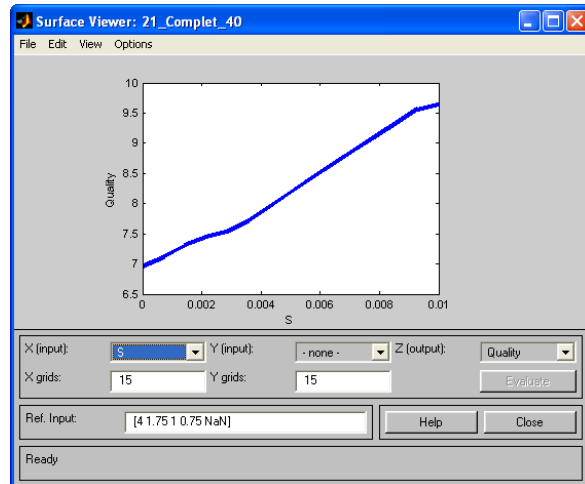 Surface Viewer: 21_Complet_40
File Edit View Options
10
9.5
9
8.5
8
7.5
7
6.5
Quality
0 0.002 0.004 0.006 0.008 0.01
S
X (input): S Y (input): - none - Z (output): Quality
X grids: 15 Y grids: 15 Evaluate
Ref. Input: [4 1.75 1 0.75 NaN] Help Close
Ready